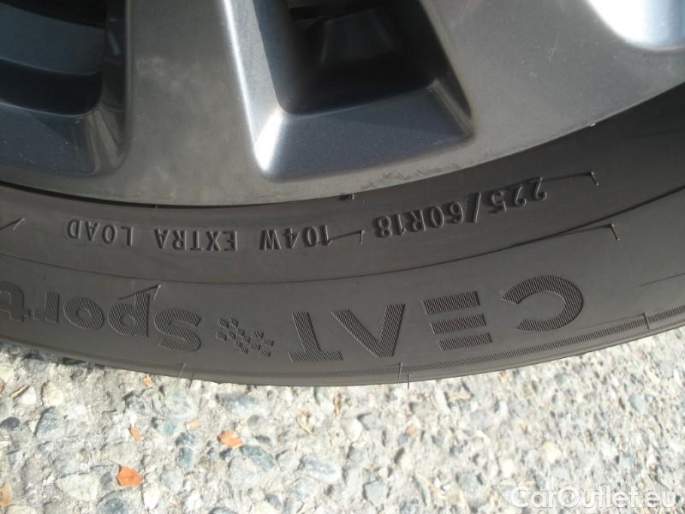 225/60R18 104W EXTRA LOAD
CEAT Sport
CarOutlet.eu